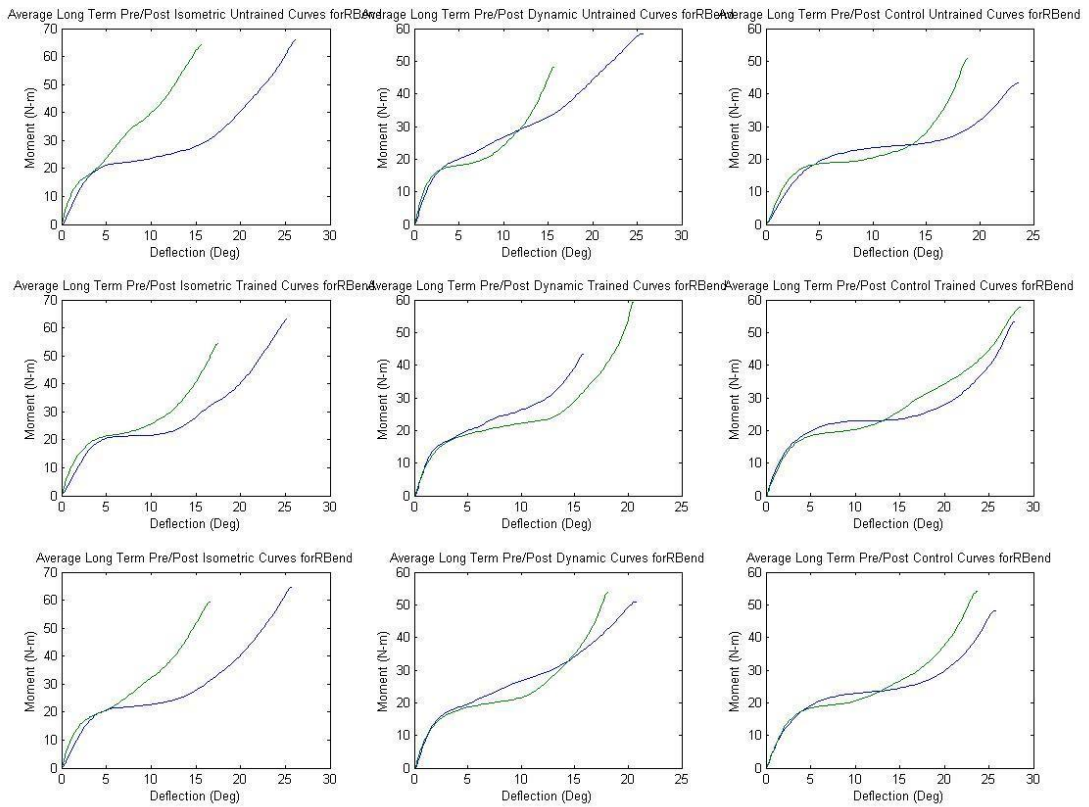 Average Long Term Pre/Post Isometric Untrained Curves forRBend
70
60
50
40
30
20
10
0
0 5 10 15 20 25 30
Moment (N-m)
Deflection (Deg)
Average Long Term Pre/Post Dynamic Untrained Curves forRBend
60
50
40
30
20
10
0
0 5 10 15 20 25
Moment (N-m)
Deflection (Deg)
Average Long Term Pre/Post Control Untrained Curves forRBend
60
50
40
30
20
10
0
0 5 10 15 20 25
Moment (N-m)
Deflection (Deg)
Average Long Term Pre/Post Isometric Trained Curves forRBend
70
60
50
40
30
20
10
0
0 5 10 15 20 25 30
Moment (N-m)
Deflection (Deg)
Average Long Term Pre/Post Dynamic Trained Curves forRBend
60
50
40
30
20
10
0
0 5 10 15 20 25
Moment (N-m)
Deflection (Deg)
Average Long Term Pre/Post Control Trained Curves forRBend
60
50
40
30
20
10
0
0 5 10 15 20 25 30
Moment (N-m)
Deflection (Deg)
Average Long Term Pre/Post Isometric Curves forRBend
70
60
50
40
30
20
10
0
0 5 10 15 20 25 30
Moment (N-m)
Deflection (Deg)
Average Long Term Pre/Post Dynamic Curves forRBend
60
50
40
30
20
10
0
0 5 10 15 20 25
Moment (N-m)
Deflection (Deg)
Average Long Term Pre/Post Control Curves forRBend
60
50
40
30
20
10
0
0 5 10 15 20 25 30
Moment (N-m)
Deflection (Deg)